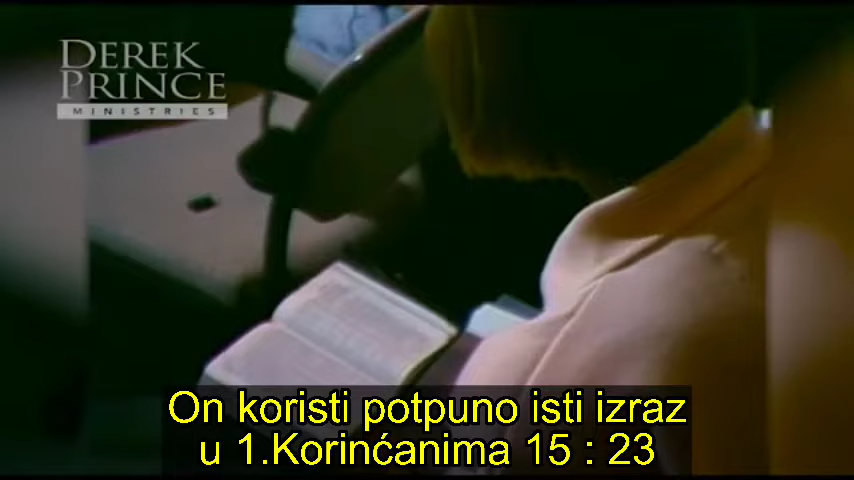 DEREK
PRINCE
MINISTRIES
On koristi potpuno isti izraz
u 1.Korinćanima 15 : 23